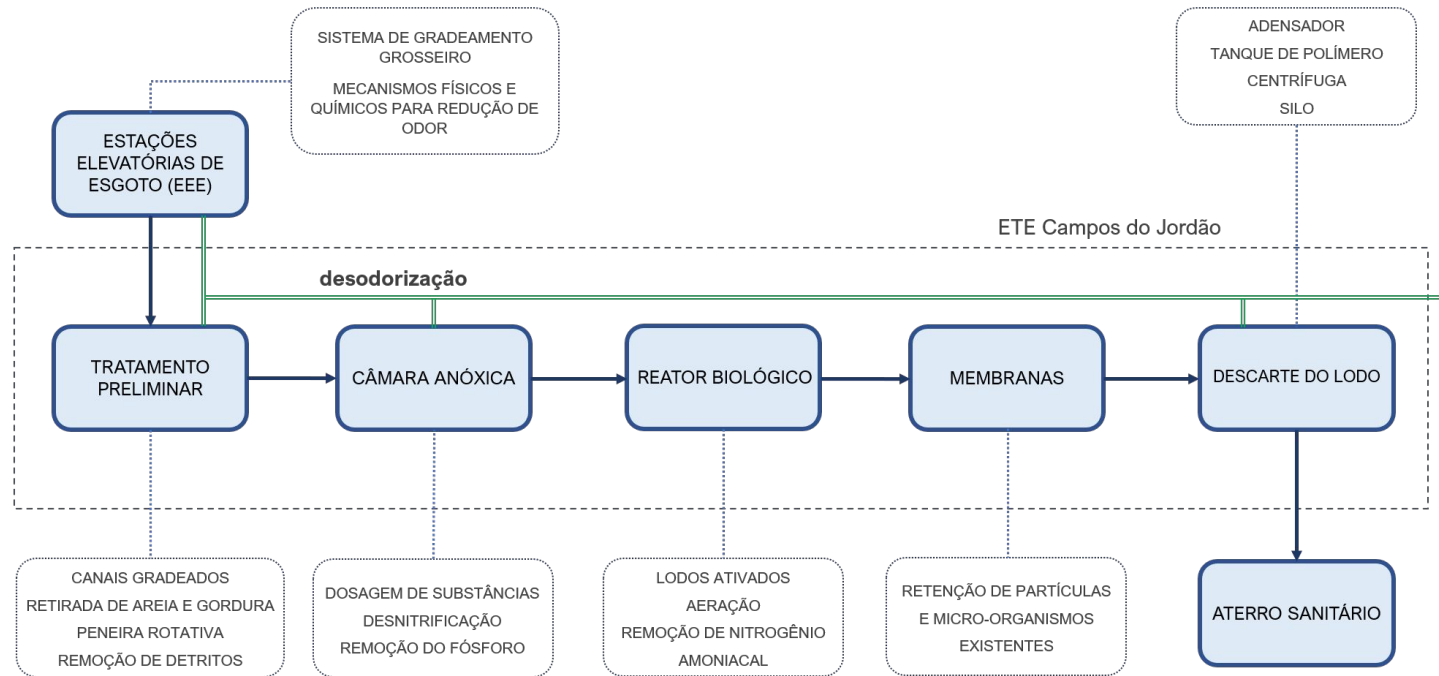 SISTEMA DE GRADEAMENTO
GROSSEIRO
MECANISMOS FÍSICOS E
QUÍMICOS PARA REDUÇÃO DE
ODOR
ADENSADOR
TANQUE DE POLÍMERO
CENTRÍFUGA
SILO
ESTAÇÕES
ELEVATÓRIAS DE
ESGOTO (EEE)
ETE Campos do Jordão
desodorização
TRATAMENTO
PRELIMINAR
CÂMARA ANÓXICA
REATOR BIOLÓGICO
MEMBRANAS
DESCARTE DO LODO
CANAIS GRADEADOS
RETIRADA DE AREIA E GORDURA
PENEIRA ROTATIVA
REMOÇÃO DE DETRITOS
DOSAGEM DE SUBSTÂNCIAS
DESNITRIFICAÇÃO
REMOÇÃO DO FÓSFORO
LODOS ATIVADOS
AERAÇÃO
REMOÇÃO DE NITROGÊNIO
AMONIACAL
RETENÇÃO DE PARTÍCULAS
E MICRO-ORGANISMOS
EXISTENTES
ATERRO SANITÁRIO